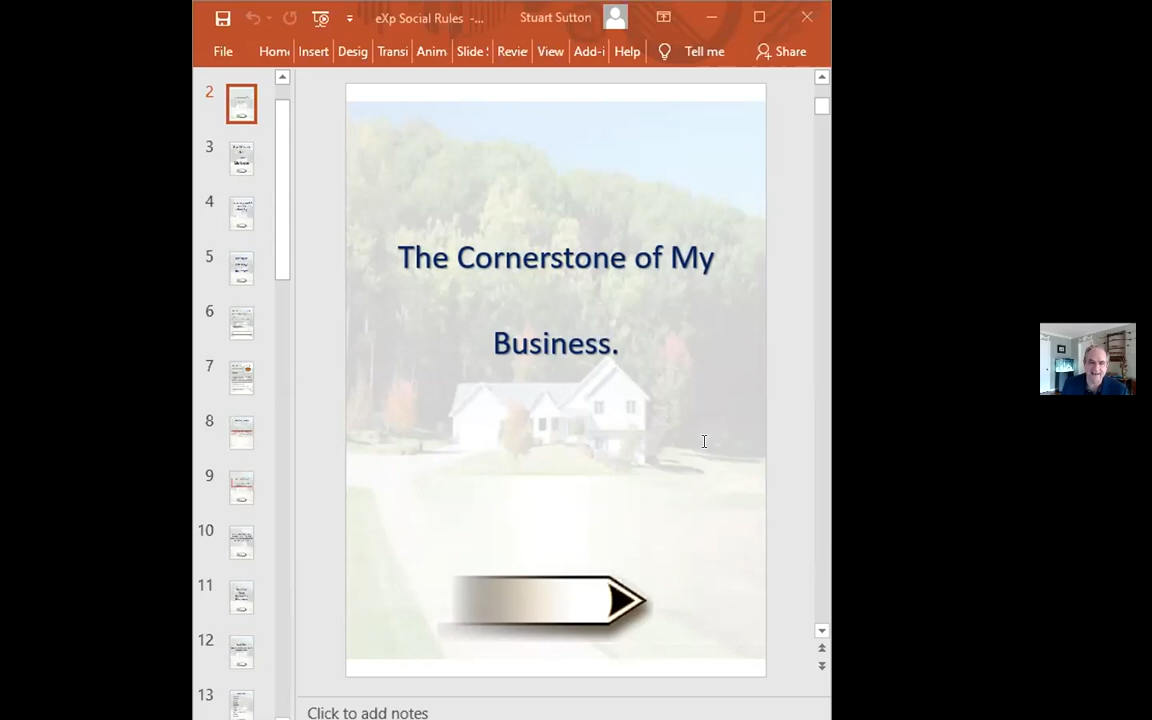 eXp Social Rules -...
Stuart Sutton
File
Home
Insert
Desig
Transi
Anim
Slide
Revie
View
Add-i
Help
Tell me
Share
2
3
4
5
6
7
8
9
10
11
12
13
The Cornerstone of My
Business.
Click to add notes